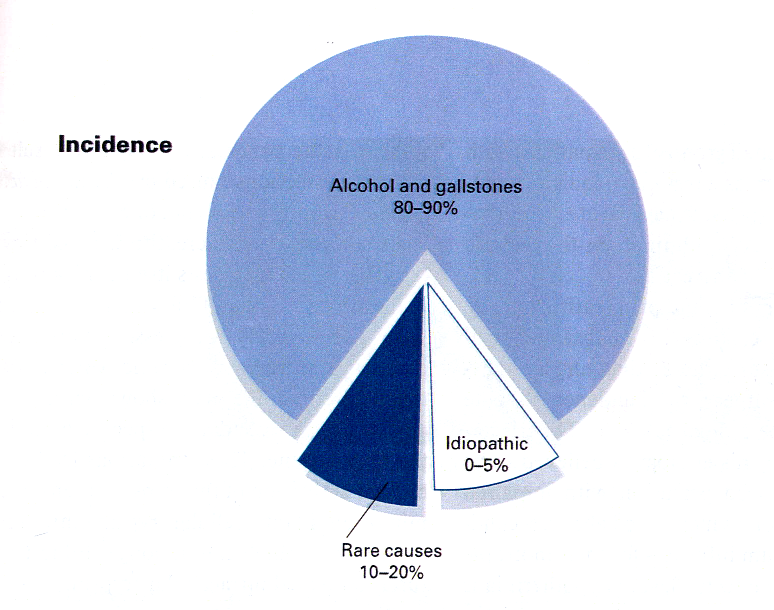 Incidence
Alcohol and gallstones
80–90%
Idiopathic
0–5%
Rare causes
10–20%